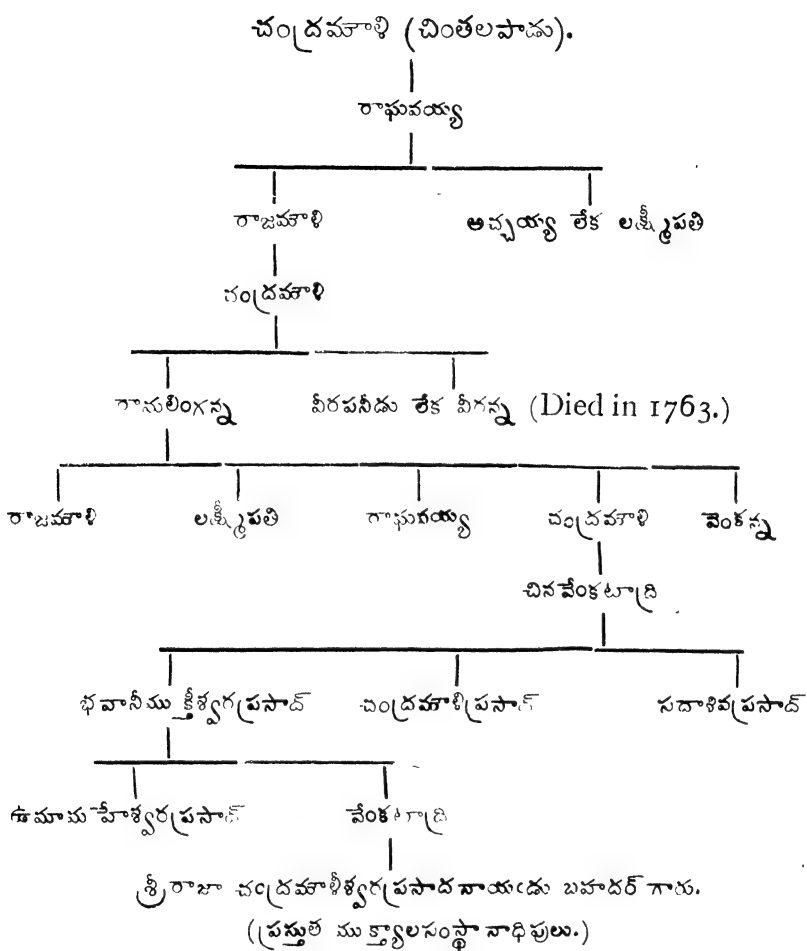 చంద్రమౌళి (చింతలపాడు).
రాఘవయ్య
రాజమౌళి అచ్చయ్య లేక లక్ష్మీపతి
చంద్రమౌళి
రామలింగన్న వీరపనీడు లేక వీరన్న (Died in 1763.)
రాజమౌళి లక్ష్మీపతి రాఘవయ్య చంద్రమౌళి వెంకన్న
చినవేంకటాద్రి
భవానీముక్తీశ్వరప్రసాద్ చంద్రమౌళిప్రసాద్ సదాశివప్రసాద్
ఉమామహేశ్వరప్రసాద్ వేంకటాద్రి
శ్రీ రాజా చంద్రమౌళీశ్వరప్రసాదనాయఁడు బహదర్ గారు.
(ప్రస్తుత ముక్త్యాలసంస్థానాధిపులు.)